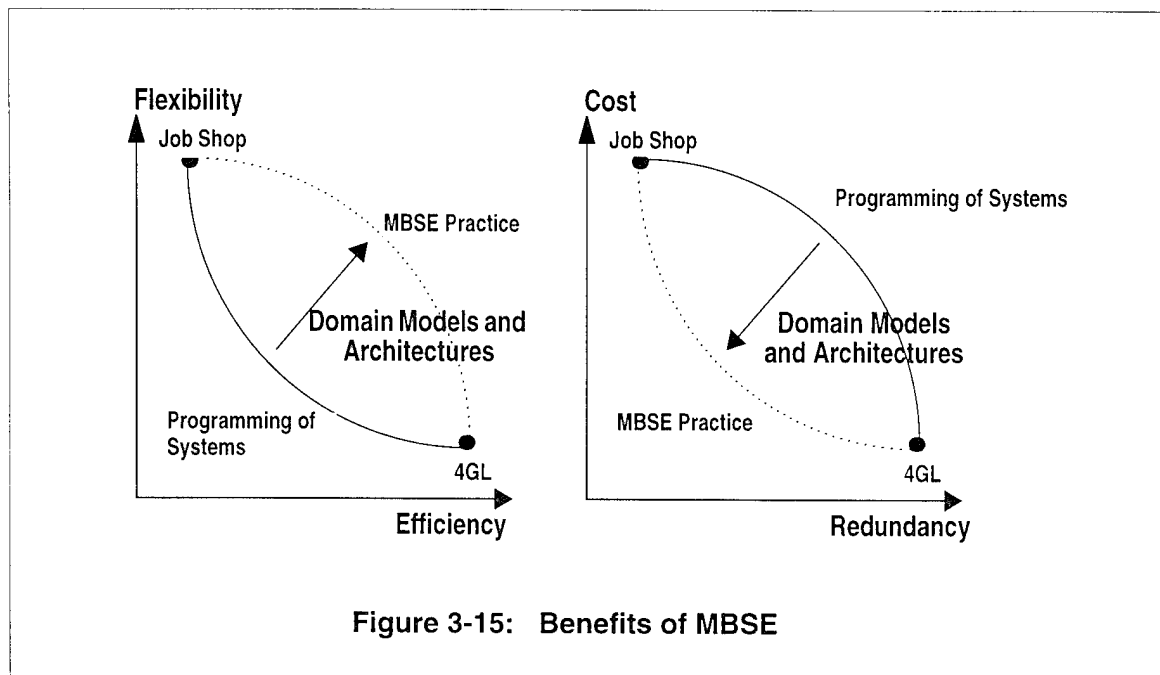 Flexibility
Job Shop
MBSE Practice
Domain Models and
Architectures
Programming of
Systems
4GL
Efficiency
Cost
Job Shop
Programming of Systems
Domain Models
and Architectures
MBSE Practice
4GL
Redundancy
Figure 3-15: Benefits of MBSE